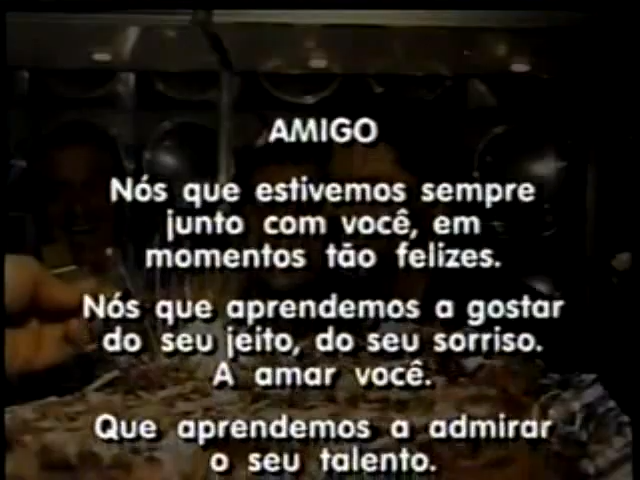 AMIGO
Nós que estivemos sempre
junto com você, em
momentos tão felizes.
Nós que aprendemos a gostar
do seu jeito, do seu sorriso.
A amar você.
Que aprendemos a admirar
o seu talento.